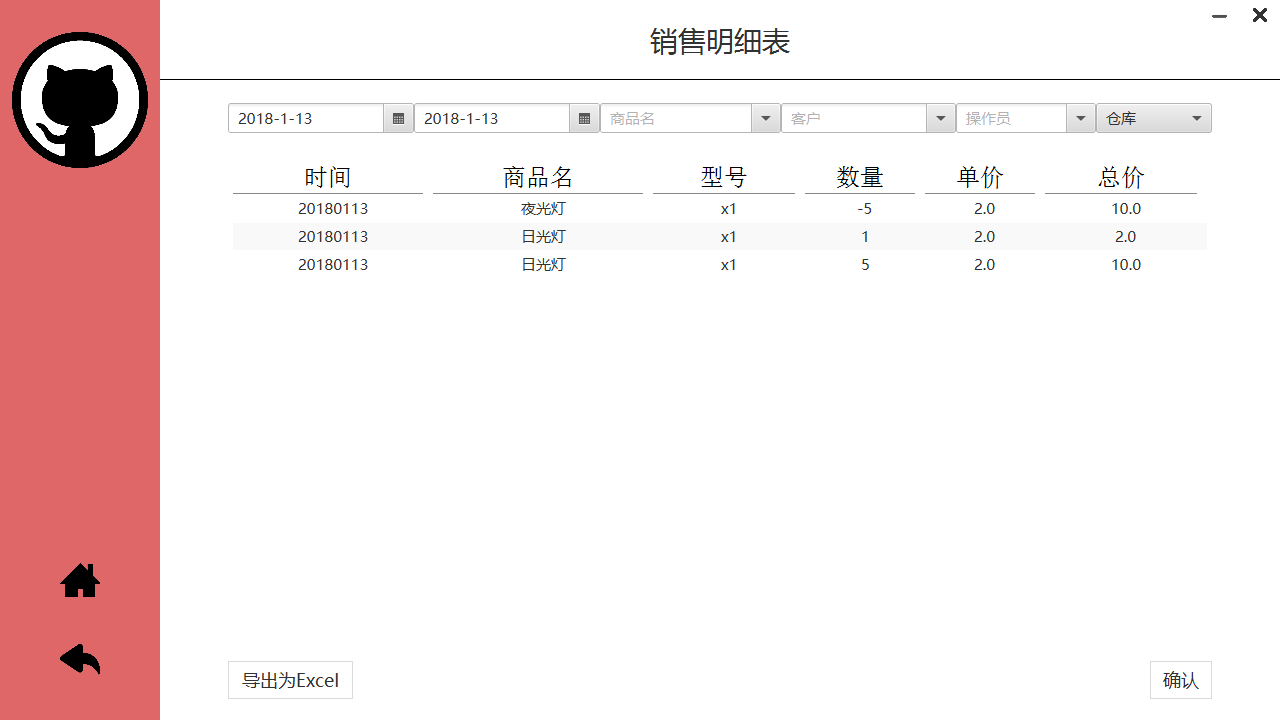 销售明细表
2018-1-13 2018-1-13 商品名 客户 操作员 仓库
时间 商品名 型号 数量 单价 总价
20180113 夜光灯 x1 -5 2.0 10.0
20180113 日光灯 x1 1 2.0 2.0
20180113 日光灯 x1 5 2.0 10.0
导出为Excel 确认